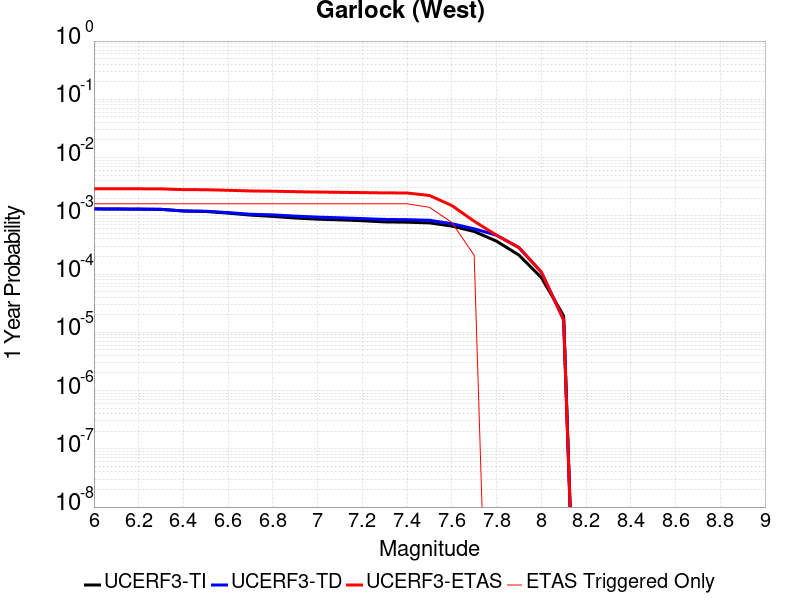 Garlock (West)
10^0
10^-1
10^-2
10^-3
10^-4
10^-5
10^-6
10^-7
10^-8
1 Year Probability
6 6.2 6.4 6.6 6.8 7 7.2 7.4 7.6 7.8 8 8.2 8.4 8.6 8.8 9
Magnitude
UCERF3-TI UCERF3-TD UCERF3-ETAS ETAS Triggered Only